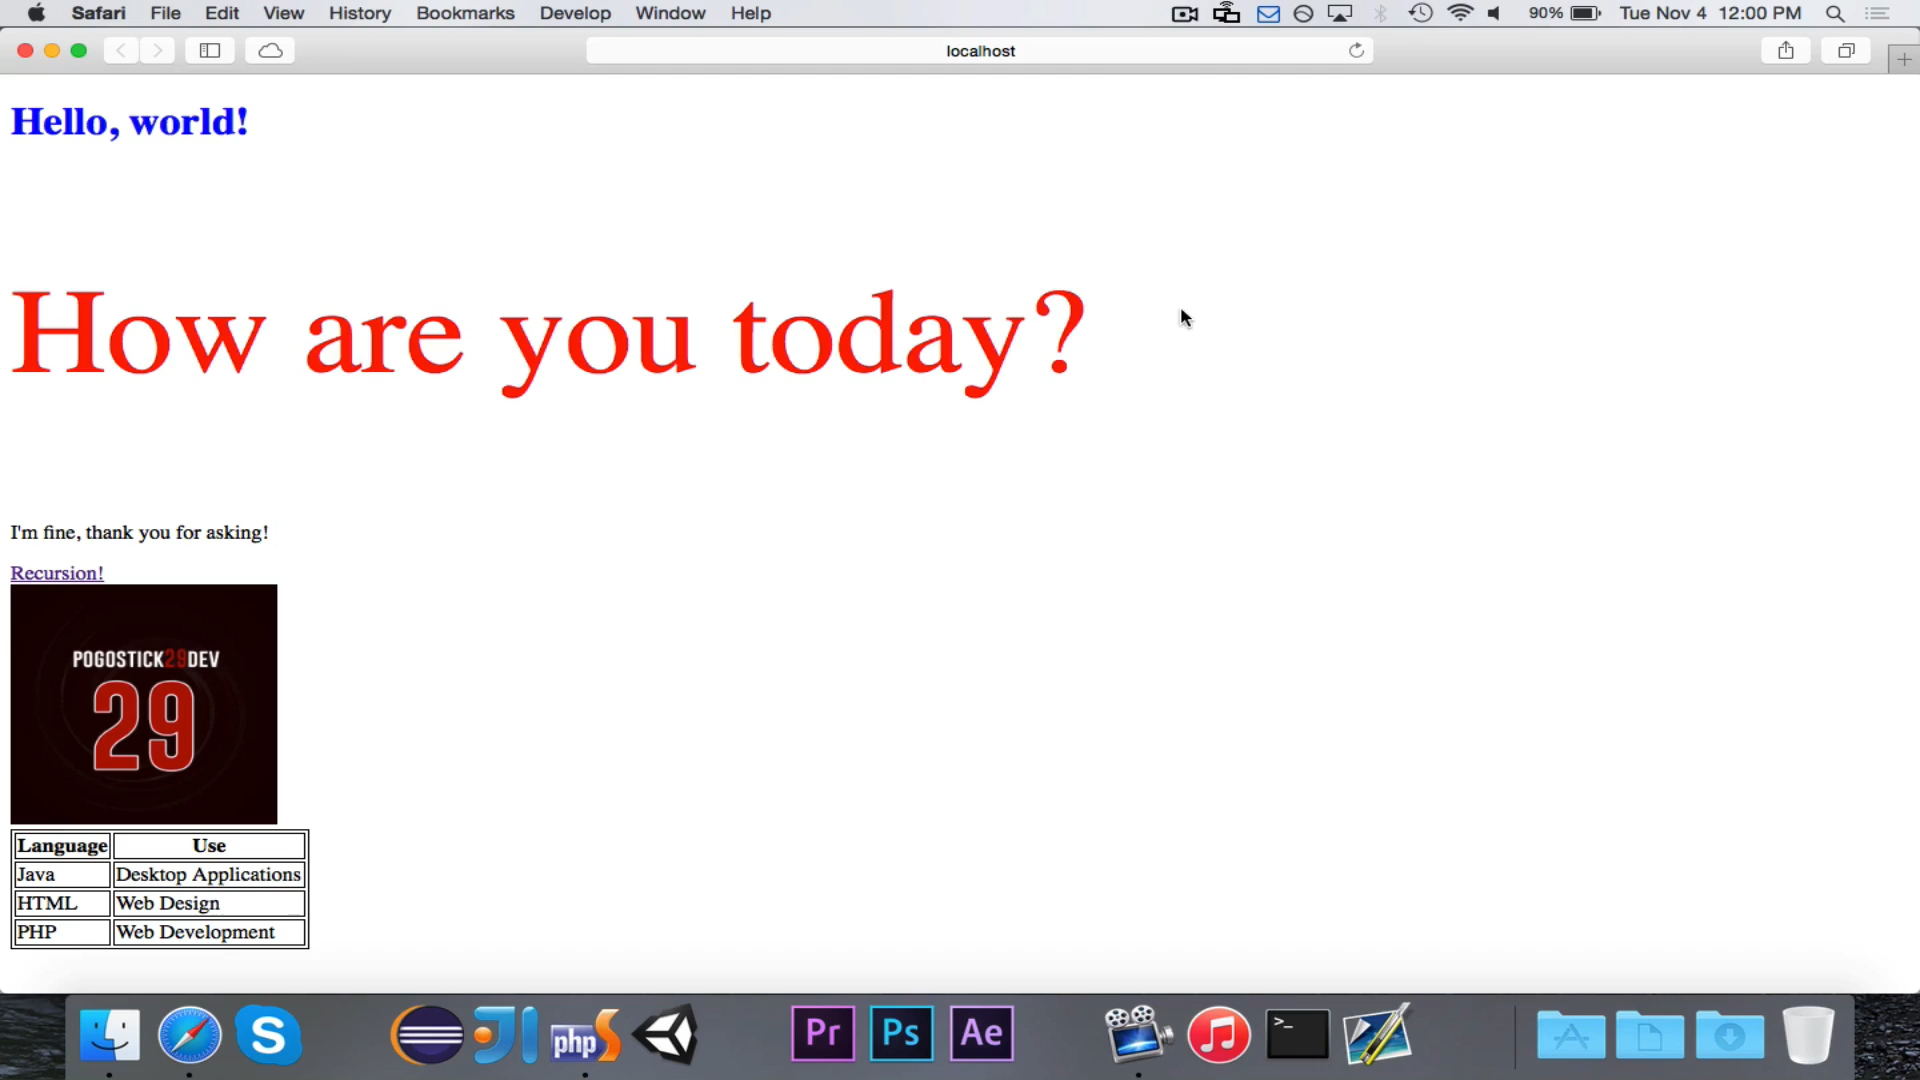 Safari File Edit View History Bookmarks Develop Window Help 90% Tue Nov 4 12:00 PM
localhost
Hello, world!
How are you today?
I'm fine, thank you for asking!
Recursion!
POGOSTICK29DEV
29
Language Use
Java Desktop Applications
HTML Web Design
PHP Web Development
S JI phpS Pr Ps Ae >_